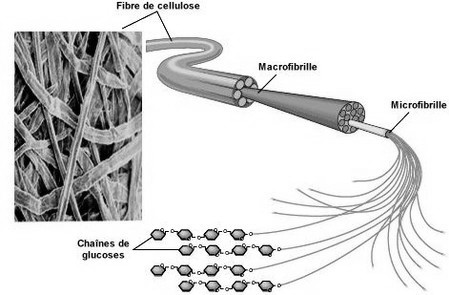 Fibre de cellulose
Macrofibrille
Microfibrille
Chaînes de
glucoses